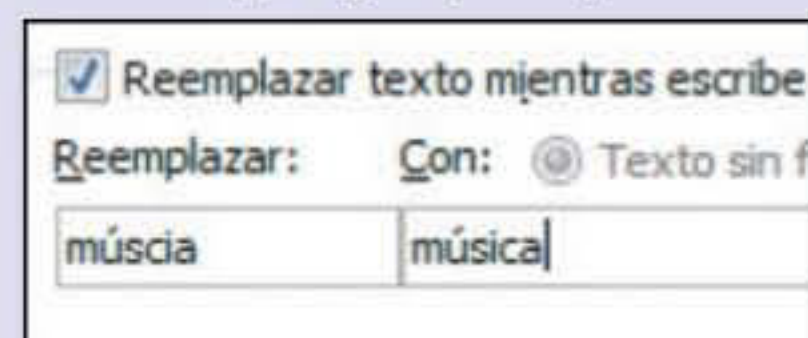 Reemplazar texto mientras escribe
Reemplazar: Con: Texto sin f
múscia música